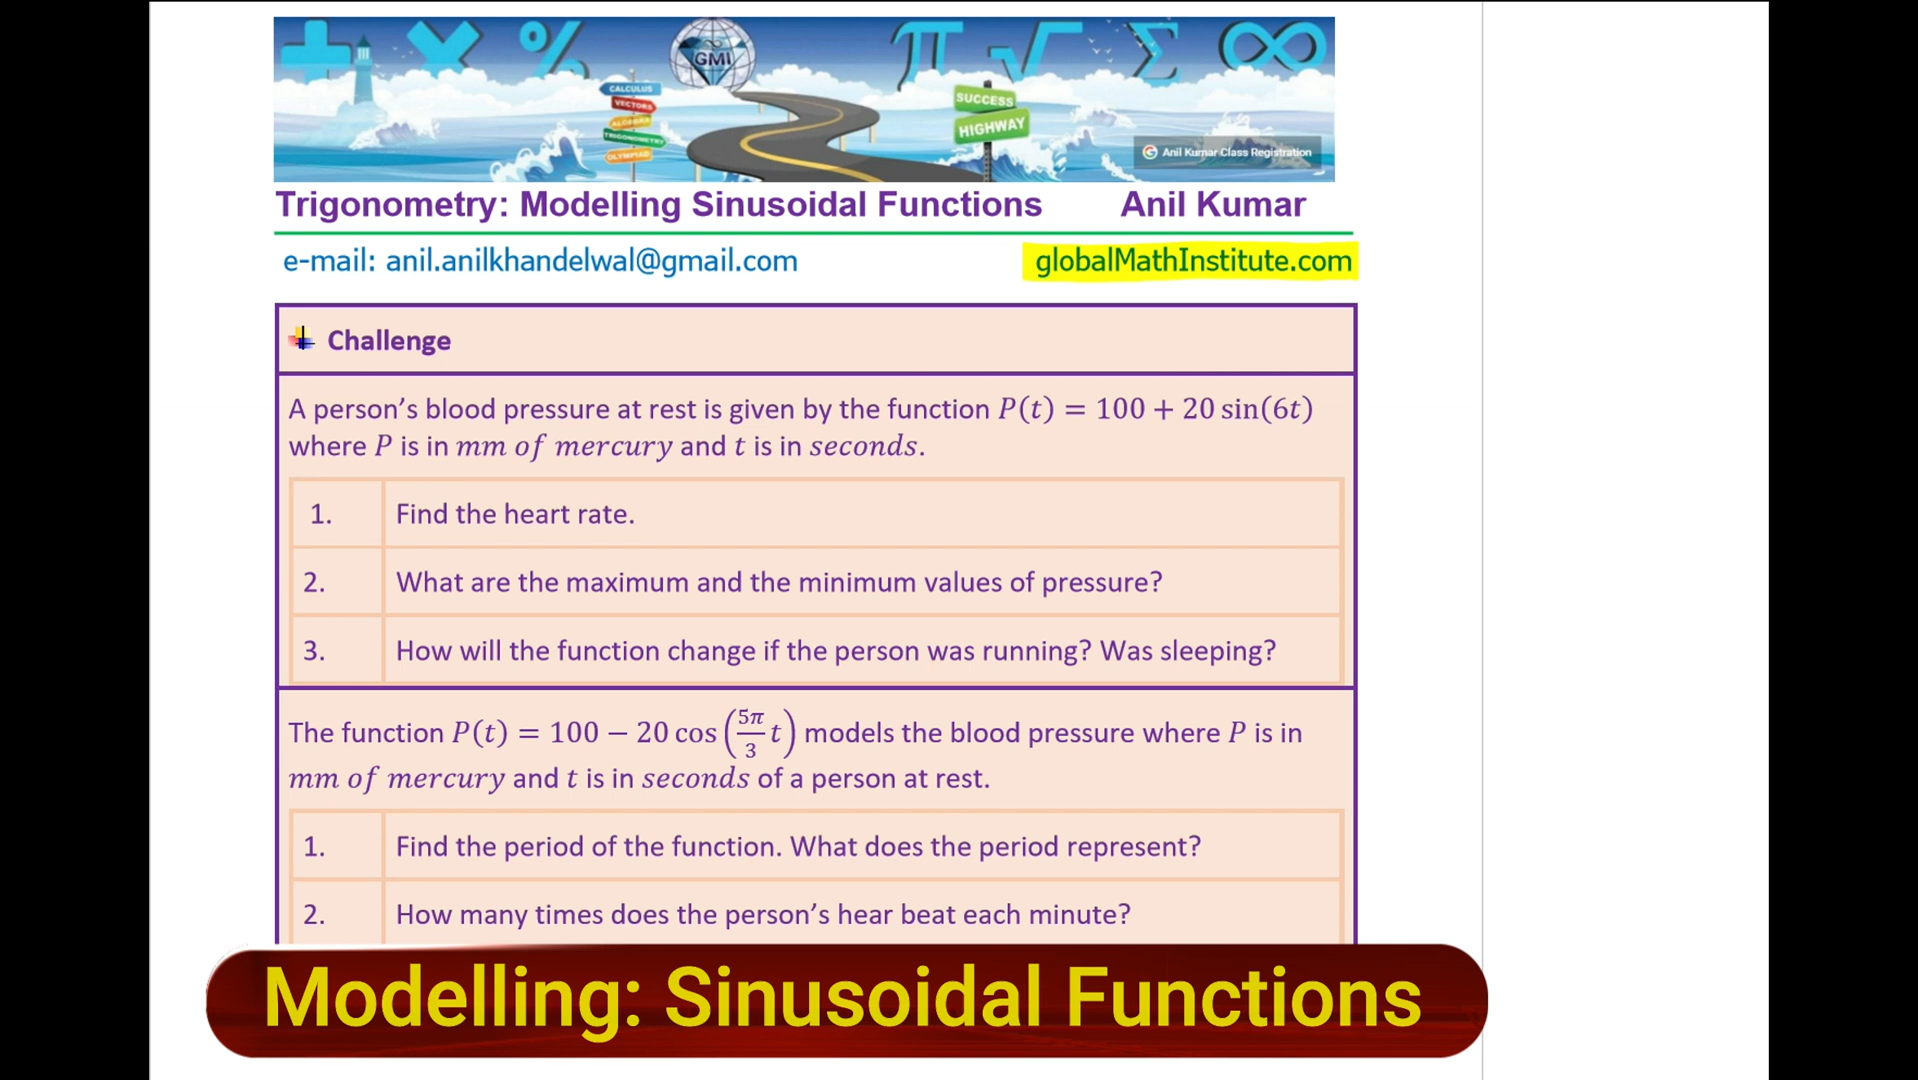 GMI
CALCULUS
VECTORS
ALGEBRA
TRIGONOMETRY
OLYMPIAD
SUCCESS
HIGHWAY
Anil Kumar Class Registration
Trigonometry: Modelling Sinusoidal Functions Anil Kumar
e-mail: anil.anilkhandelwal@gmail.com globalMathInstitute.com
Challenge
A person’s blood pressure at rest is given by the function P(t) = 100 + 20 sin(6t)
where P is in mm of mercury and t is in seconds.
1. Find the heart rate.
2. What are the maximum and the minimum values of pressure?
3. How will the function change if the person was running? Was sleeping?
The function P(t) = 100 − 20 cos(5π/3 t) models the blood pressure where P is in
mm of mercury and t is in seconds of a person at rest.
1. Find the period of the function. What does the period represent?
2. How many times does the person’s hear beat each minute?
Modelling: Sinusoidal Functions